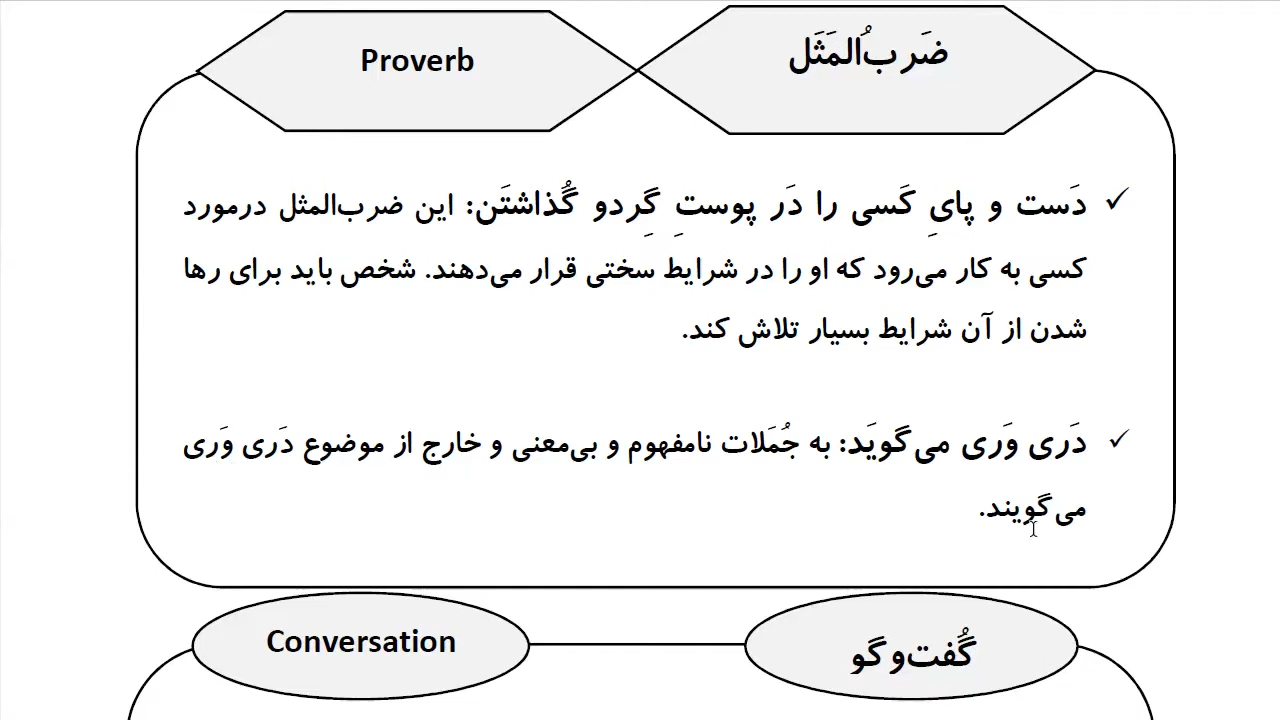 ضَرب‌ُالمَثَل
Proverb
✓ دَست و پایِ کَسی را دَر پوستِ گِردو گُذاشتَن: این ضرب‌المثل درمورد
کسی به کار می‌رود که او را در شرایط سختی قرار می‌دهند. شخص باید برای رها
شدن از آن شرایط بسیار تلاش کند.
✓ دَری وَری می‌گویَد: به جُمَلات نامفهوم و بی‌معنی و خارج از موضوع دَری وَری
می‌گویند.
گُفت‌و‌گو
Conversation